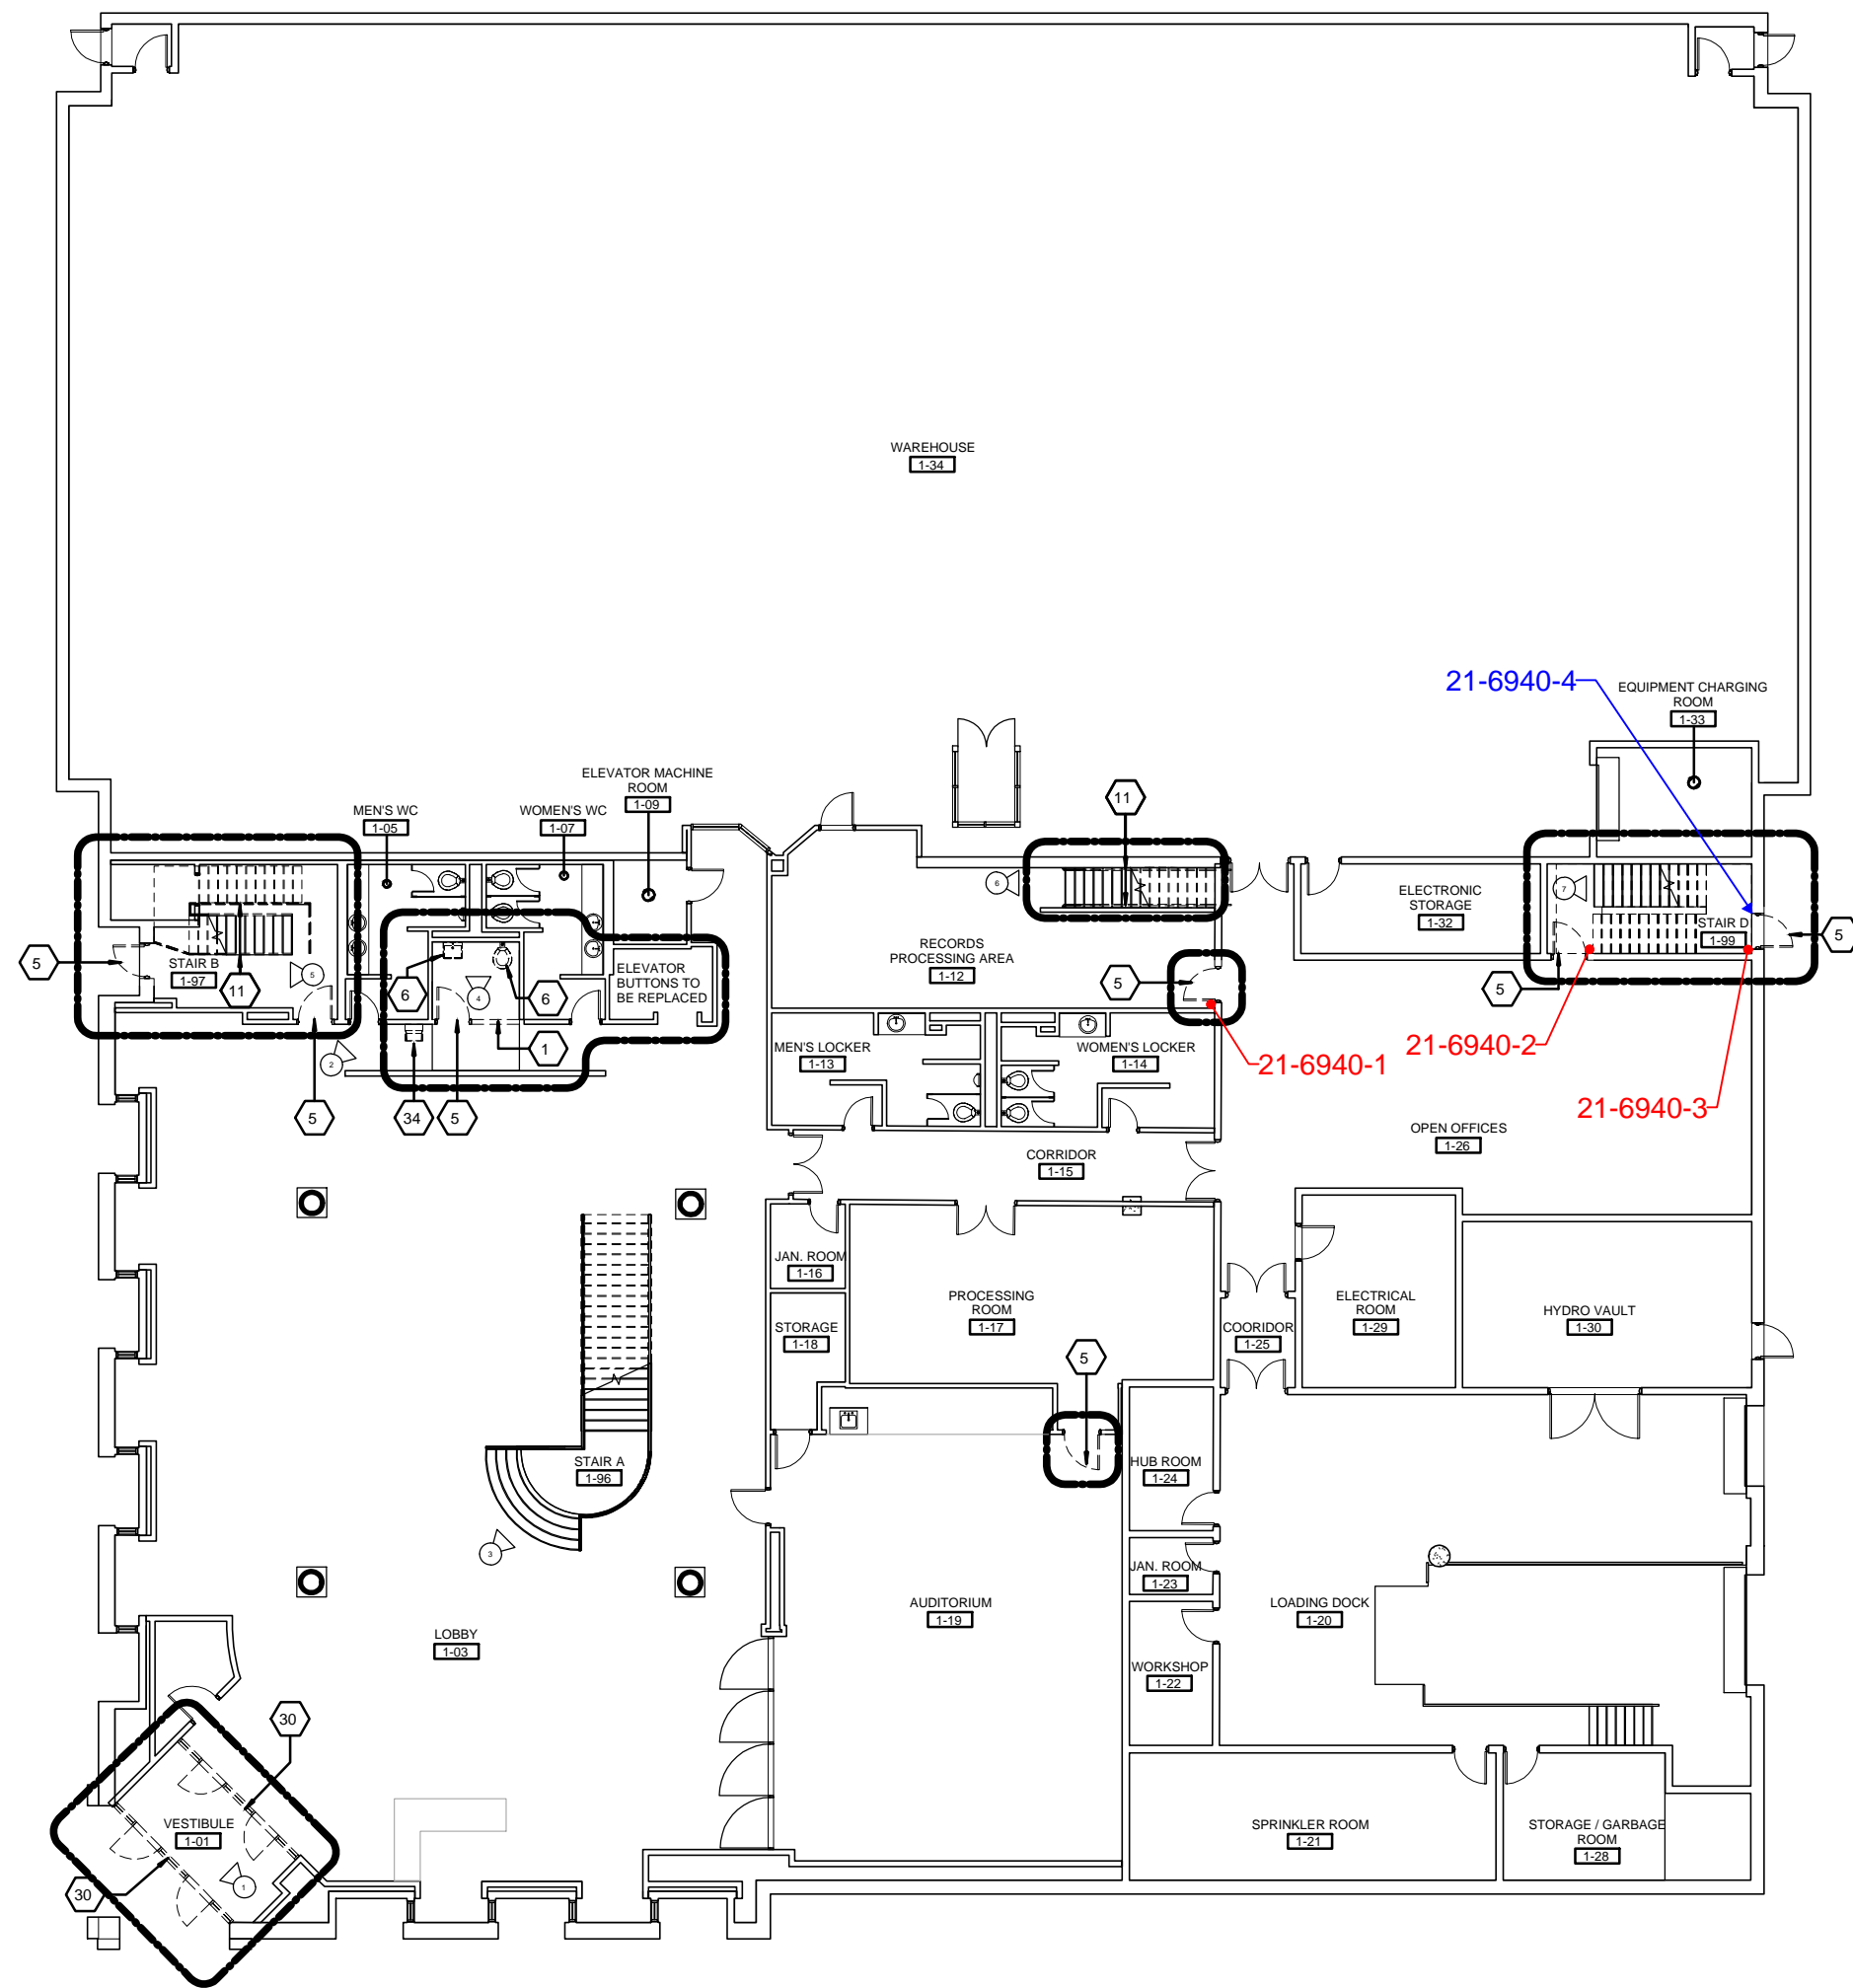 WAREHOUSE
1-34
21-6940-4
EQUIPMENT CHARGING
ROOM
1-33
ELEVATOR MACHINE
ROOM
1-09
MEN'S WC
1-05
WOMEN'S WC
1-07
11
7
6
ELECTRONIC
STORAGE
1-32
STAIR D
1-99
5
5
STAIR B
1-97
5
11
6
4
6
ELEVATOR
BUTTONS TO
BE REPLACED
RECORDS
PROCESSING AREA
1-12
5
5
1
2
MEN'S LOCKER
1-13
WOMEN'S LOCKER
1-14
21-6940-1
21-6940-2
21-6940-3
5
34
5
OPEN OFFICES
1-26
CORRIDOR
1-15
JAN. ROOM
1-16
PROCESSING
ROOM
1-17
STORAGE
1-18
5
COORIDOR
1-25
ELECTRICAL
ROOM
1-29
HYDRO VAULT
1-30
STAIR A
1-96
3
HUB ROOM
1-24
JAN. ROOM
1-23
AUDITORIUM
1-19
LOADING DOCK
1-20
LOBBY
1-03
WORKSHOP
1-22
30
VESTIBULE
1-01
1
30
SPRINKLER ROOM
1-21
STORAGE / GARBAGE
ROOM
1-28